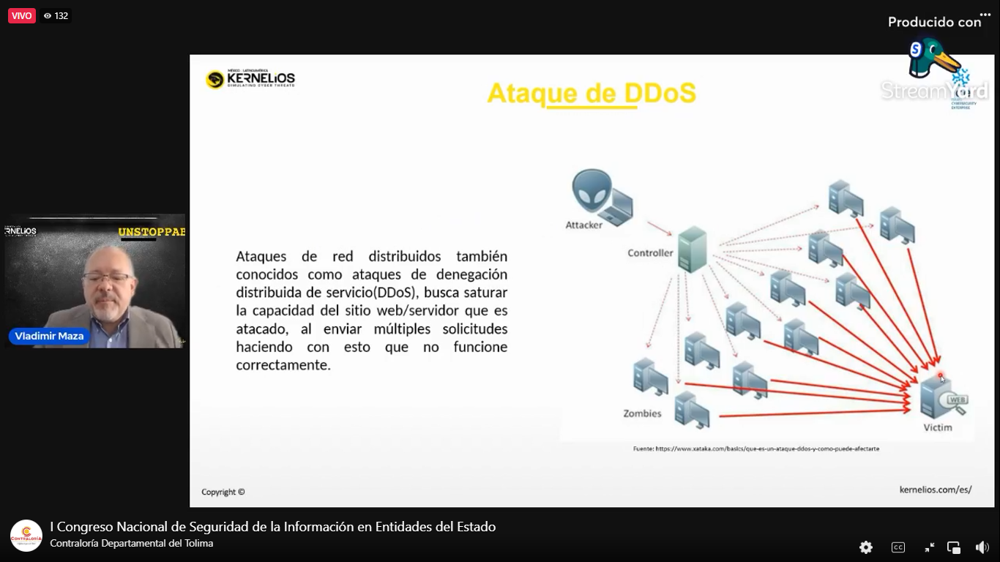 VIVO
132
Producido con
StreamYard
MÉXICO - LATINOAMÉRICA
KERNELiOS
SIMULATING CYBER THREATS
Ataque de DDoS
CYBERSECURITY
ENTERPRISE
Attacker
Controller
Zombies
WEB
Victim
Ataques de red distribuidos también
conocidos como ataques de denegación
distribuida de servicio(DDoS), busca saturar
la capacidad del sitio web/servidor que es
atacado, al enviar múltiples solicitudes
haciendo con esto que no funcione
correctamente.
RNELiOS
UNSTOPPAB
Vladimir Maza
Fuente: https://www.xataka.com/basics/que-es-un-ataque-ddos-y-como-puede-afectarte
Copyright ©
kernelios.com/es/
CONTRALORÍA
I Congreso Nacional de Seguridad de la Información en Entidades del Estado
Contraloría Departamental del Tolima
CC